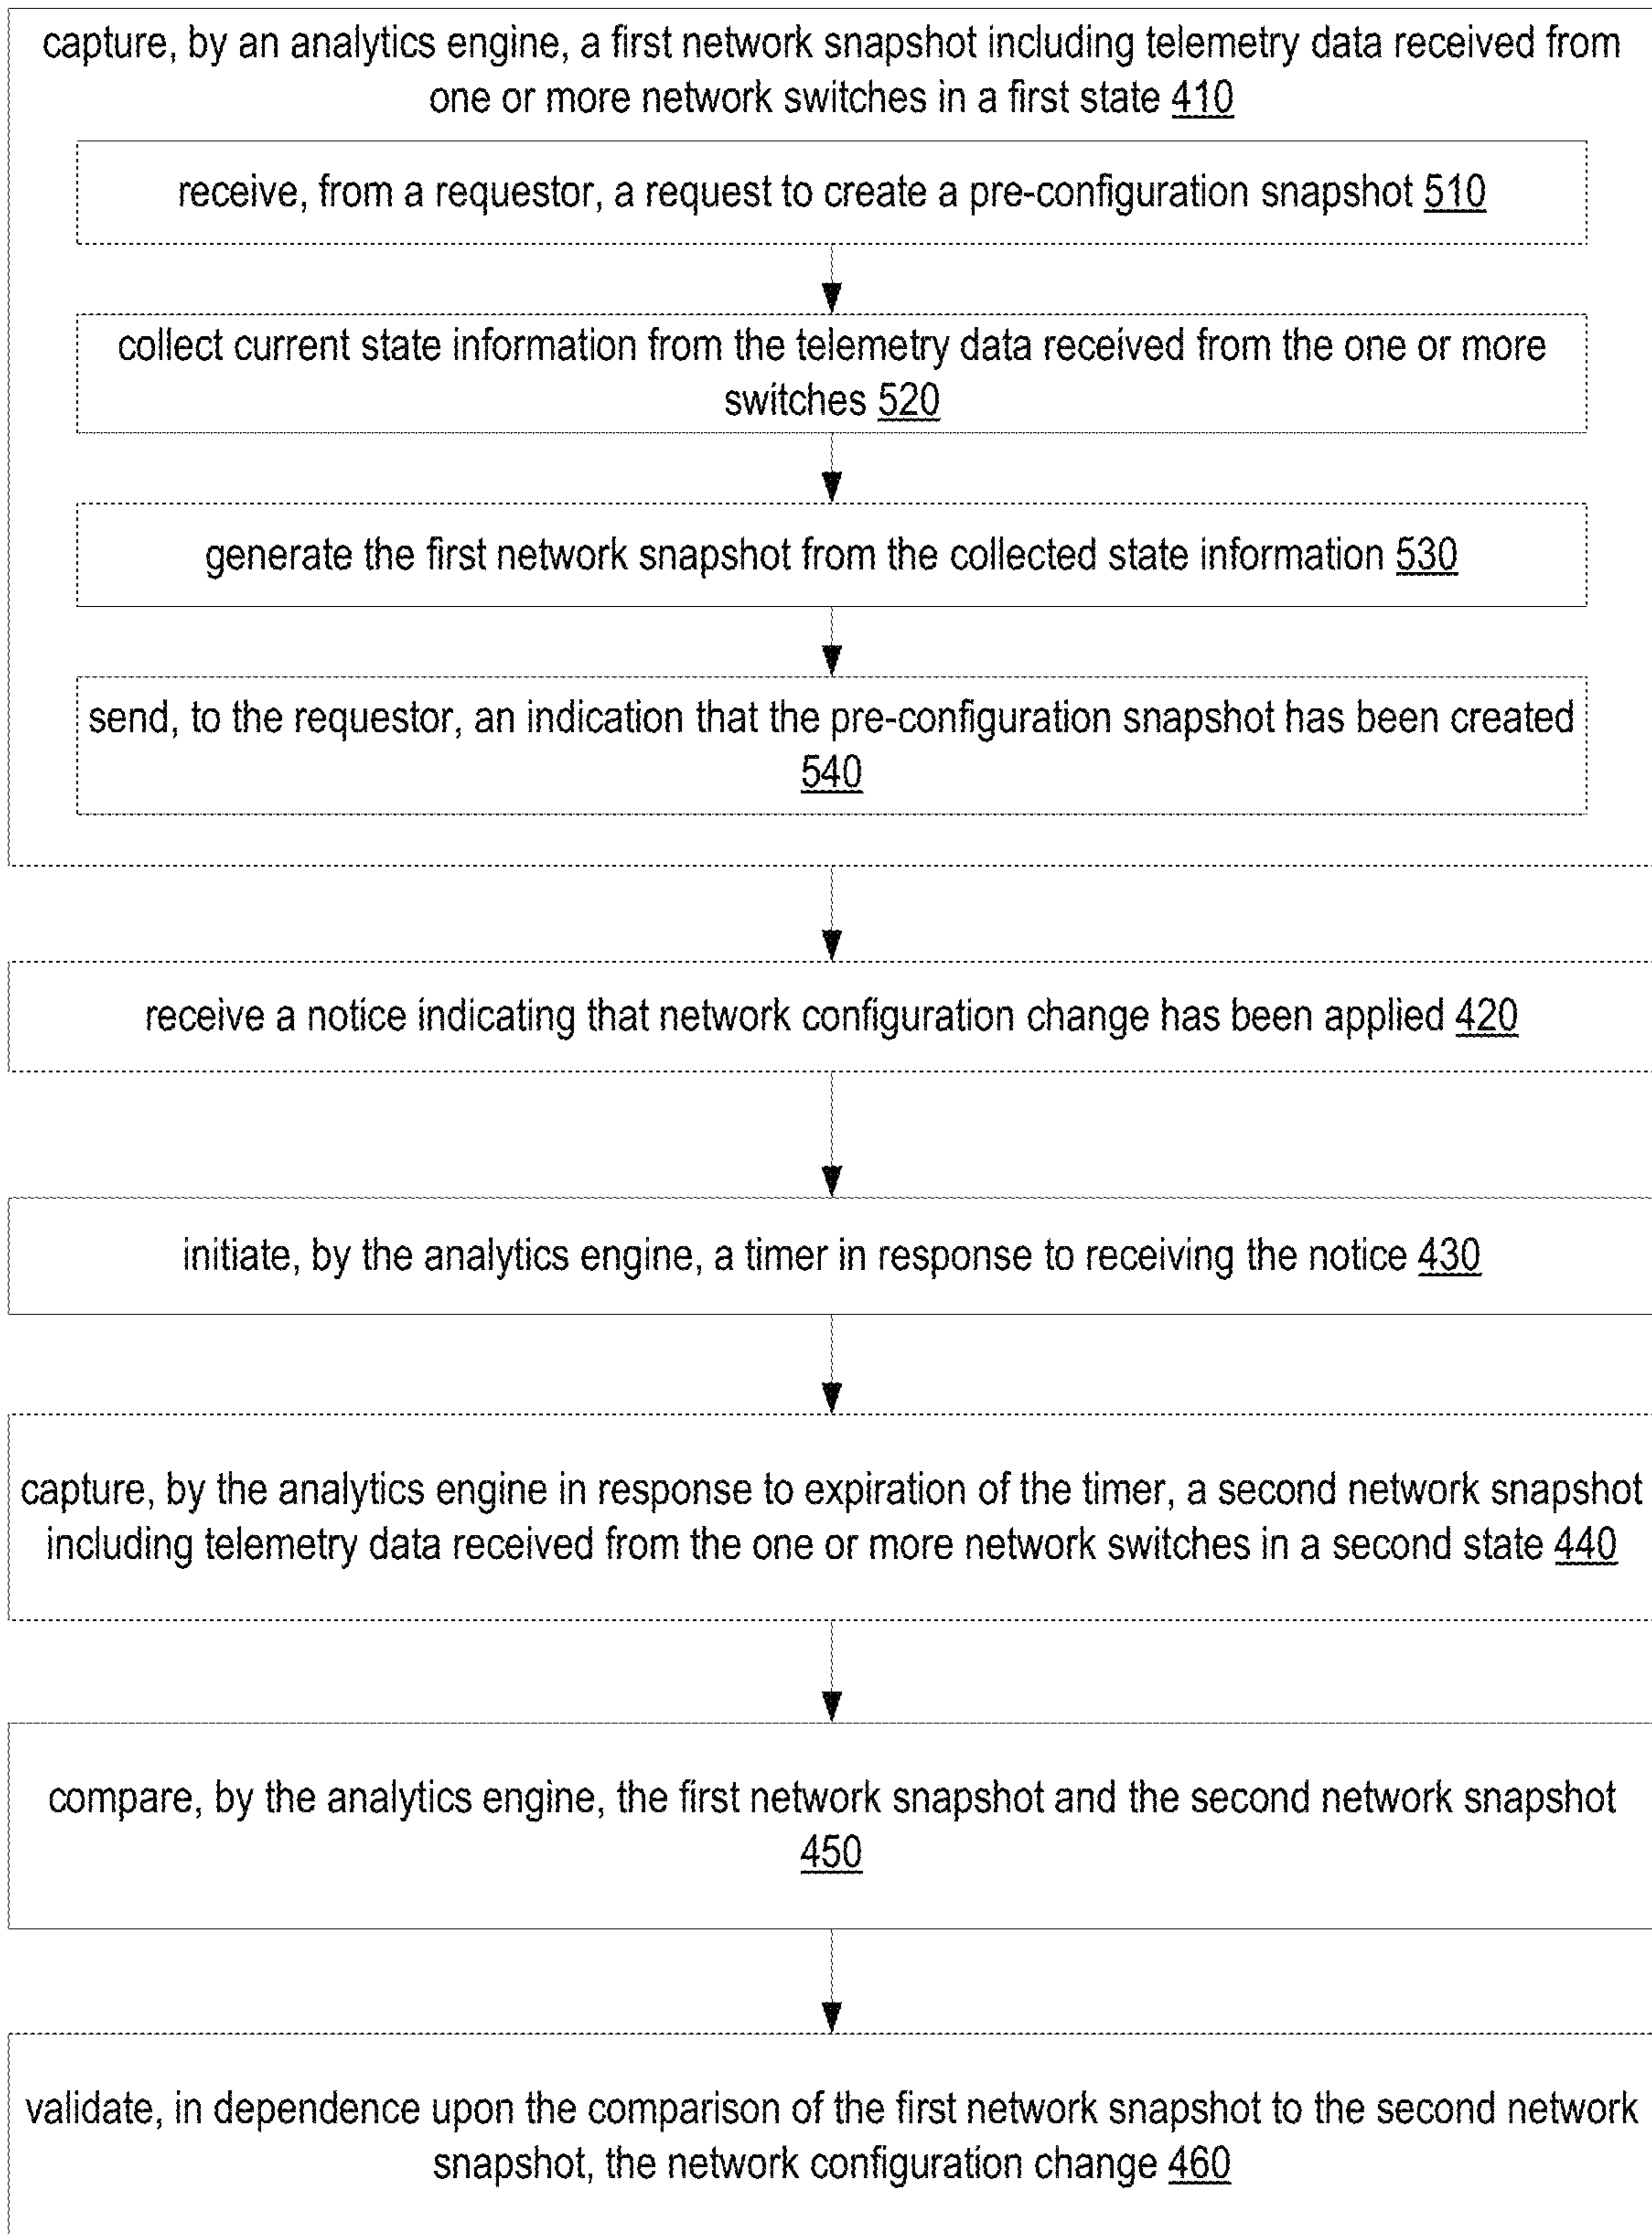 capture, by an analytics engine, a first network snapshot including telemetry data received from
one or more network switches in a first state 410
receive, from a requestor, a request to create a pre-configuration snapshot 510
collect current state information from the telemetry data received from the one or more
switches 520
generate the first network snapshot from the collected state information 530
send, to the requestor, an indication that the pre-configuration snapshot has been created
540
receive a notice indicating that network configuration change has been applied 420
initiate, by the analytics engine, a timer in response to receiving the notice 430
capture, by the analytics engine in response to expiration of the timer, a second network snapshot
including telemetry data received from the one or more network switches in a second state 440
compare, by the analytics engine, the first network snapshot and the second network snapshot
450
validate, in dependence upon the comparison of the first network snapshot to the second network
snapshot, the network configuration change 460